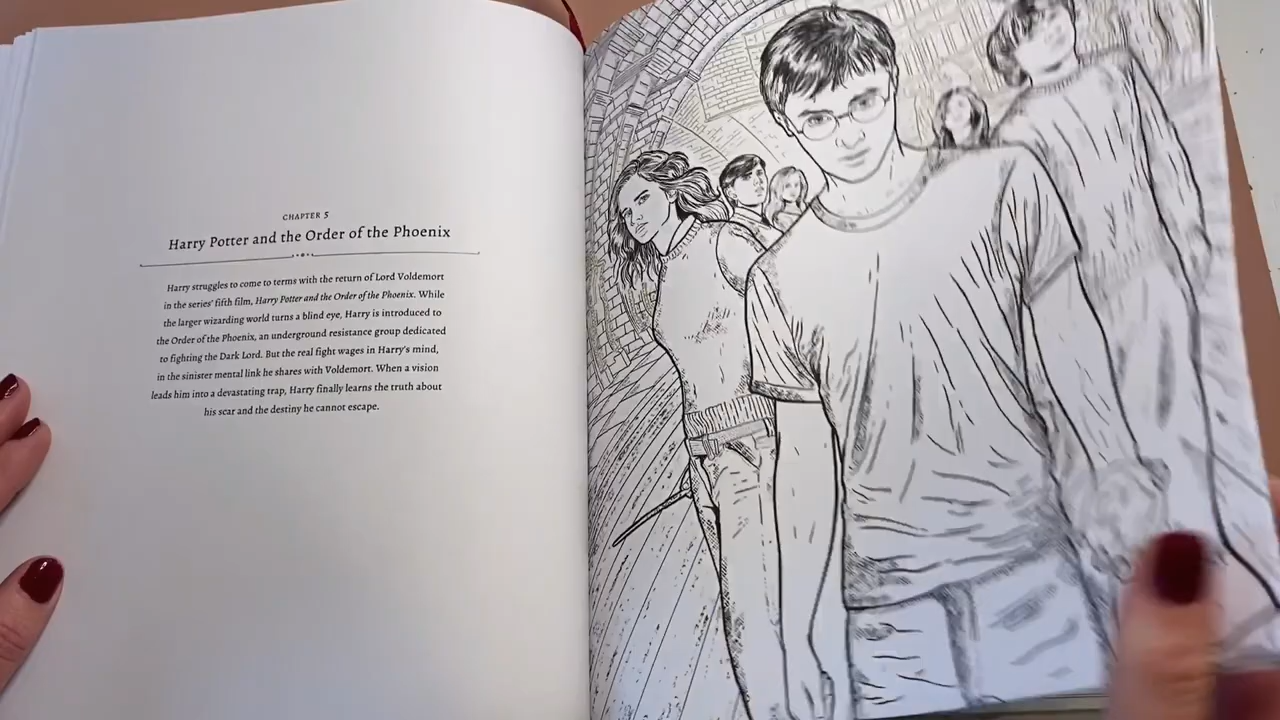 CHAPTER 5
Harry Potter and the Order of the Phoenix
Harry struggles to come to terms with the return of Lord Voldemort
in the series' fifth film, Harry Potter and the Order of the Phoenix. While
the larger wizarding world turns a blind eye, Harry is introduced to
the Order of the Phoenix, an underground resistance group dedicated
to fighting the Dark Lord. But the real fight wages in Harry's mind,
in the sinister mental link he shares with Voldemort. When a vision
leads him into a devastating trap, Harry finally learns the truth about
his scar and the destiny he cannot escape.